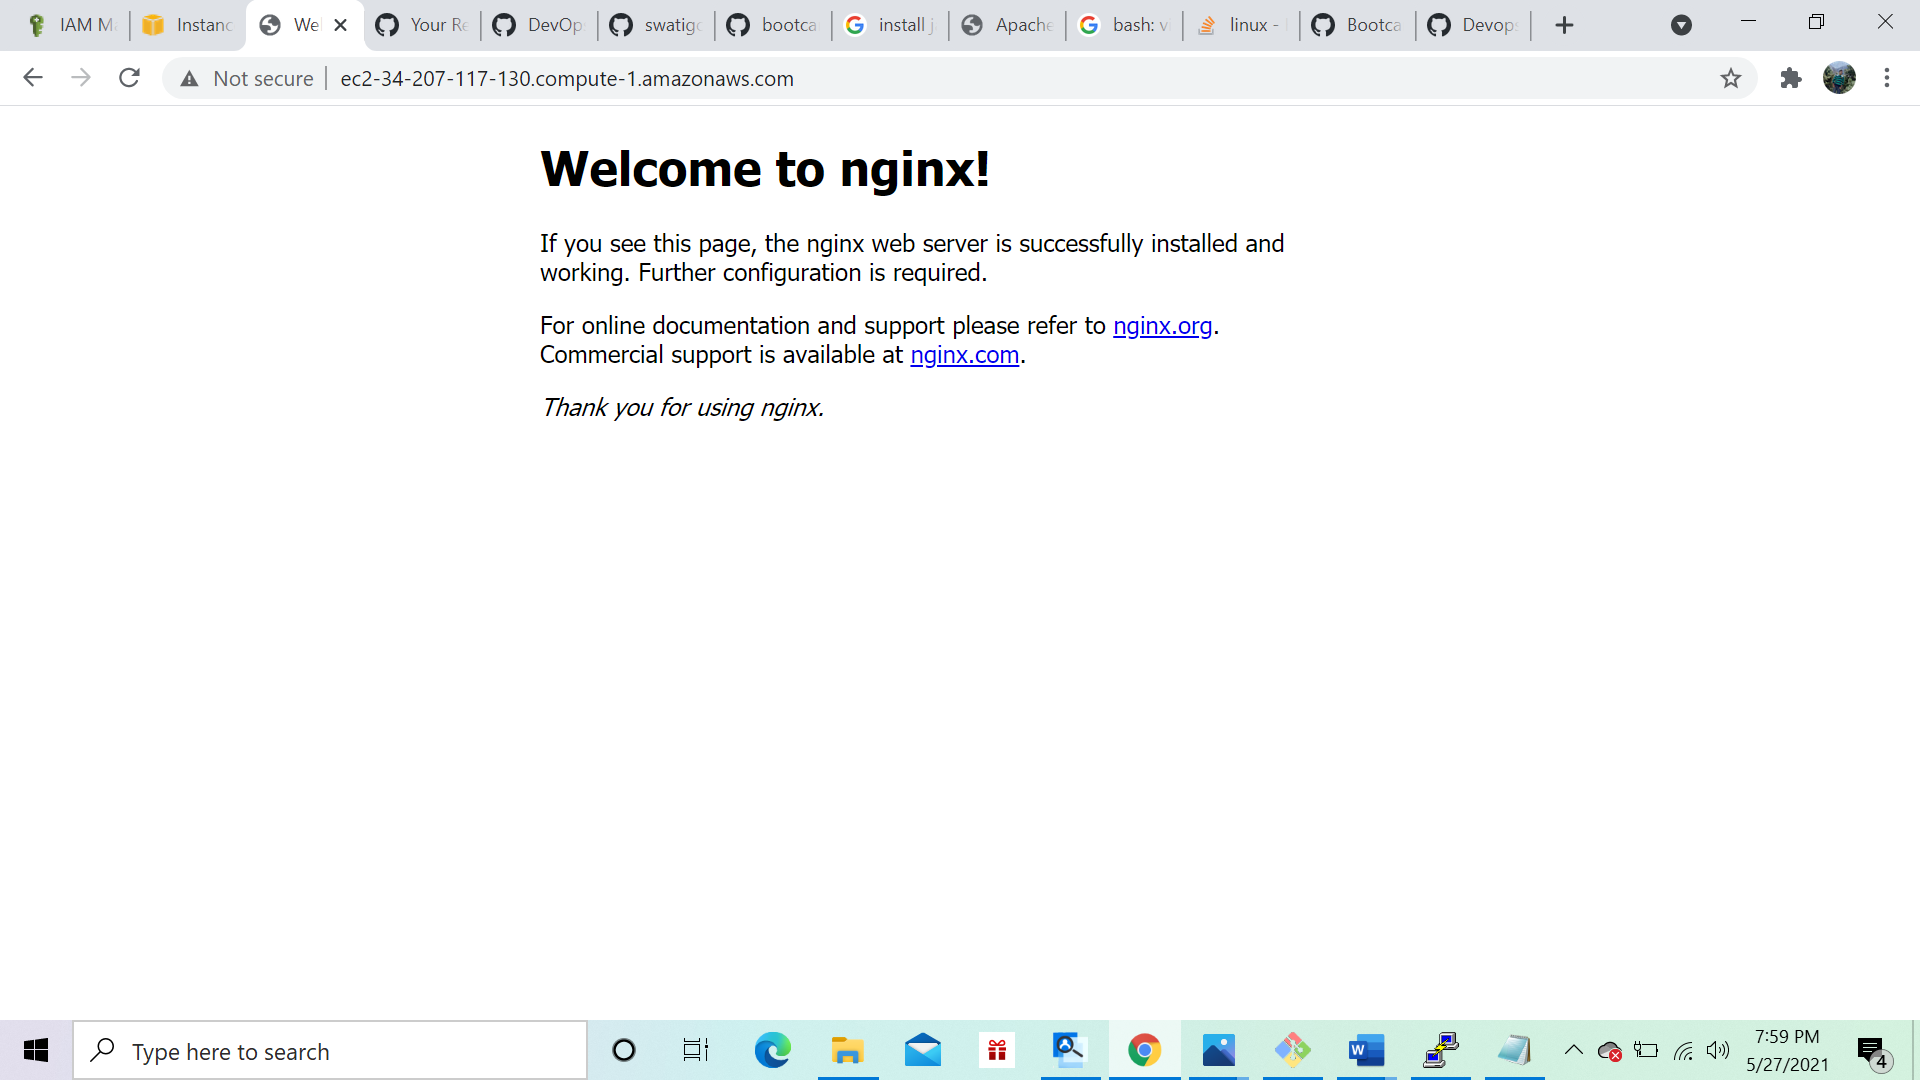 IAM M
Instanc
Wel
Your Re
DevOp
swatig
bootca
install j
Apache
bash: vi
linux -
Bootca
Devops
Not secure
ec2-34-207-117-130.compute-1.amazonaws.com
Welcome to nginx!
If you see this page, the nginx web server is successfully installed and
working. Further configuration is required.
For online documentation and support please refer to nginx.org.
Commercial support is available at nginx.com.
Thank you for using nginx.
Type here to search
W
7:59 PM
5/27/2021
4